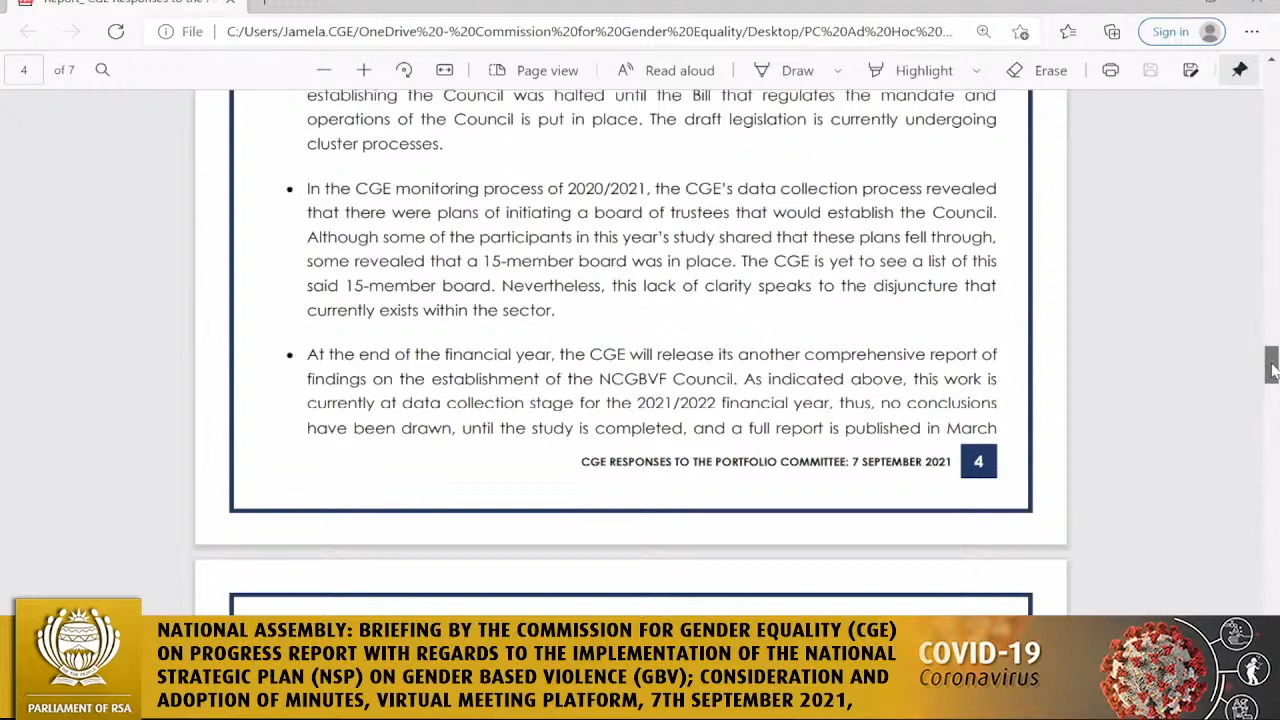 File
C:/Users/Jamela.CGE/OneDrive%20-%20Commission%20for%20Gender%20Equality/Desktop/PC%20Ad%20Hoc%20...
Sign in
4 of 7
Page view
Read aloud
Draw
Highlight
Erase
establishing the Council was halted until the Bill that regulates the mandate and
operations of the Council is put in place. The draft legislation is currently undergoing
cluster processes.
• In the CGE monitoring process of 2020/2021, the CGE's data collection process revealed
that there were plans of initiating a board of trustees that would establish the Council.
Although some of the participants in this year's study shared that these plans fell through,
some revealed that a 15-member board was in place. The CGE is yet to see a list of this
said 15-member board. Nevertheless, this lack of clarity speaks to the disjuncture that
currently exists within the sector.
• At the end of the financial year, the CGE will release its another comprehensive report of
findings on the establishment of the NCGBVF Council. As indicated above, this work is
currently at data collection stage for the 2021/2022 financial year, thus, no conclusions
have been drawn, until the study is completed, and a full report is published in March
CGE RESPONSES TO THE PORTFOLIO COMMITTEE: 7 SEPTEMBER 2021 4
NATIONAL ASSEMBLY: BRIEFING BY THE COMMISSION FOR GENDER EQUALITY (CGE)
ON PROGRESS REPORT WITH REGARDS TO THE IMPLEMENTATION OF THE NATIONAL
STRATEGIC PLAN (NSP) ON GENDER BASED VIOLENCE (GBV); CONSIDERATION AND
ADOPTION OF MINUTES, VIRTUAL MEETING PLATFORM, 7TH SEPTEMBER 2021,
PARLIAMENT OF RSA
COVID-19
Coronavirus